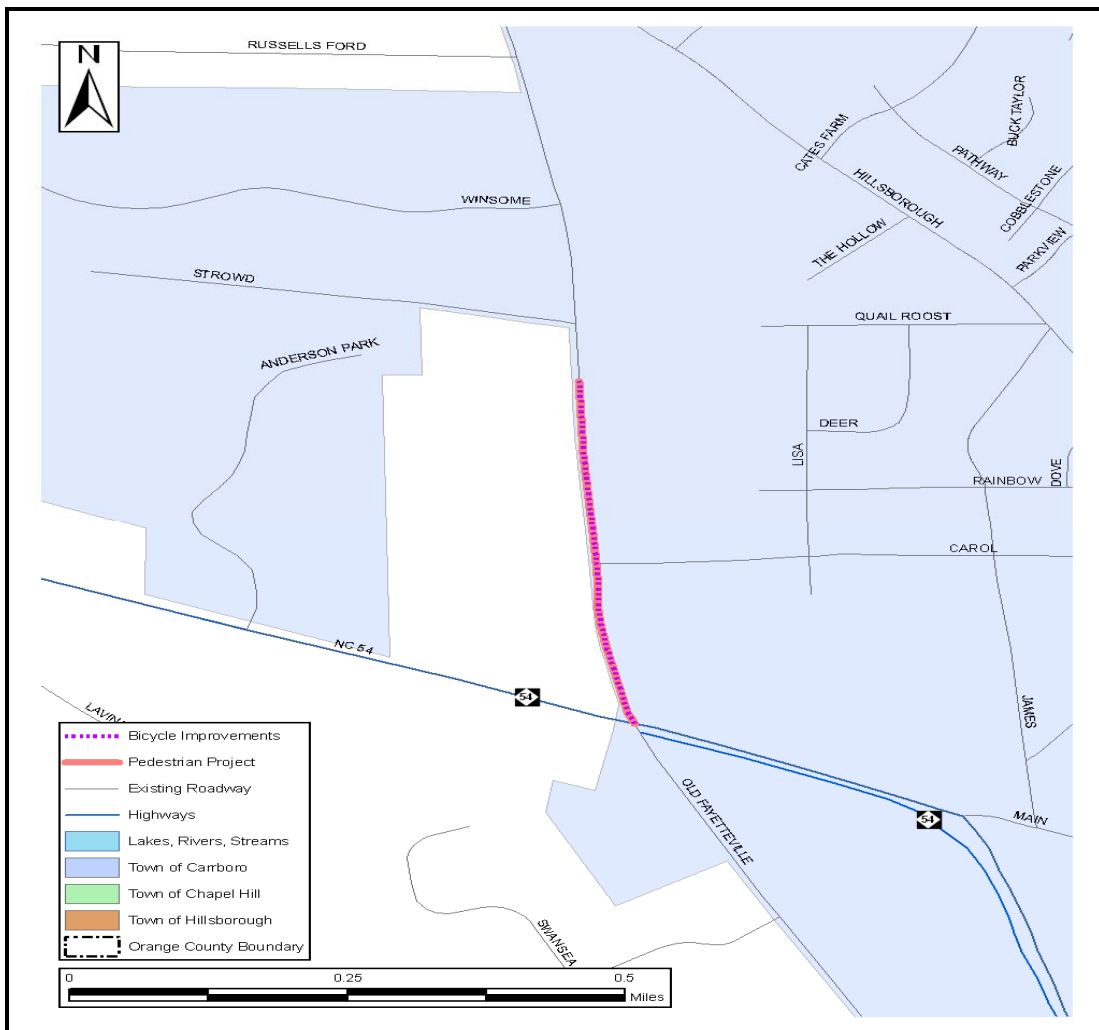 N
RUSSELLS FORD
BUCK TAYLOR
CATES FARM
PATHWAY
HILLSBOROUGH
COBBLESTONE
WINSOME
THE HOLLOW
PARKVIEW
STROWD
QUAIL ROOST
ANDERSON PARK
DEER
LISA
RAINBOW
DOVE
CAROL
NC 54
54
JAMES
OLD FAYETTEVILLE
54
MAIN
SWANSEA
Bicycle Improvements
Pedestrian Project
Existing Roadway
Highways
Lakes, Rivers, Streams
Town of Carrboro
Town of Chapel Hill
Town of Hillsborough
Orange County Boundary
0 0.25 0.5
Miles